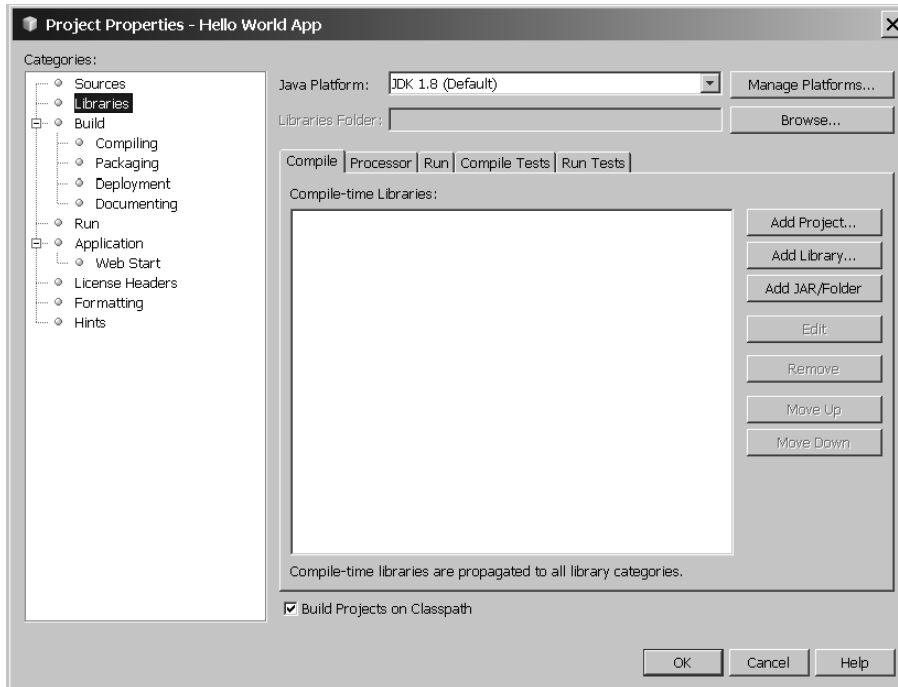 Project Properties - Hello World App
Categories:
Sources
Libraries
Build
Compiling
Packaging
Deployment
Documenting
Run
Application
Web Start
License Headers
Formatting
Hints
Java Platform: JDK 1.8 (Default) Manage Platforms...
Libraries Folder: Browse...
Compile Processor Run Compile Tests Run Tests
Compile-time Libraries:
Add Project...
Add Library...
Add JAR/Folder
Edit
Remove
Move Up
Move Down
Compile-time libraries are propagated to all library categories.
Build Projects on Classpath
OK Cancel Help